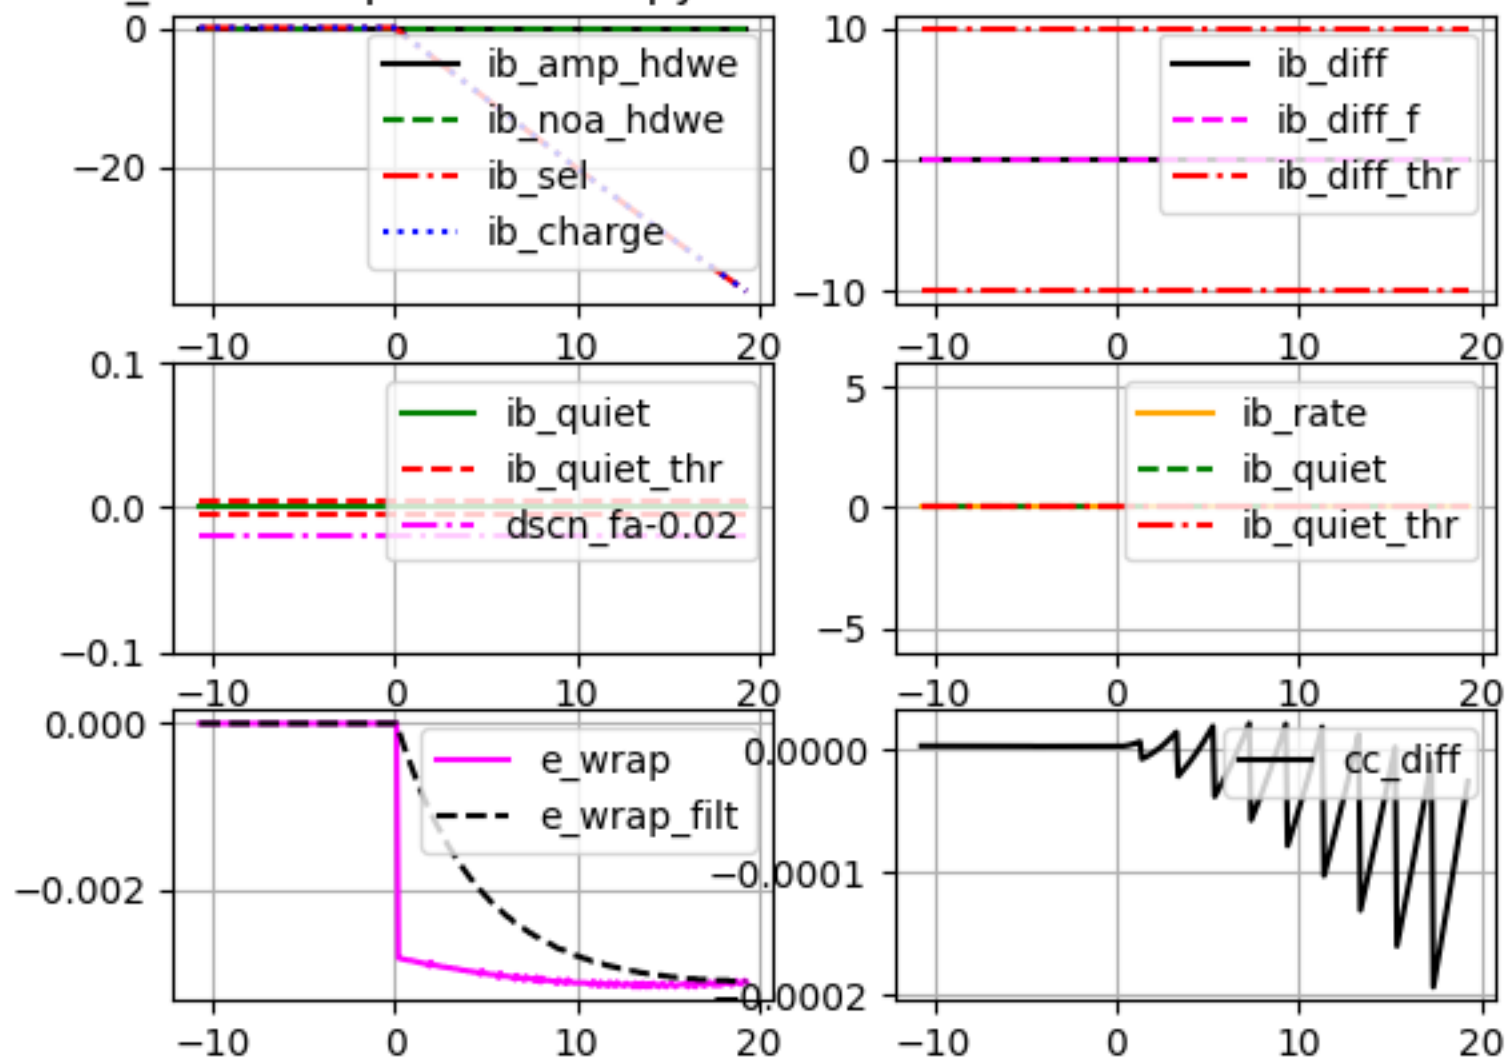 0
−20
ib_amp_hdwe
ib_noa_hdwe
ib_sel
ib_charge
−10 0 10 20
10
0
−10
ib_diff
ib_diff_f
ib_diff_thr
−10 0 10 20
0.1
0.0
−0.1
ib_quiet
ib_quiet_thr
dscn_fa-0.02
−10 0 10 20
5
0
−5
ib_rate
ib_quiet
ib_quiet_thr
−10 0 10 20
0.000
−0.002
e_wrap
e_wrap_filt
−10 0 10 20
0.0000
−0.0001
−0.0002
cc_diff
−10 0 10 20